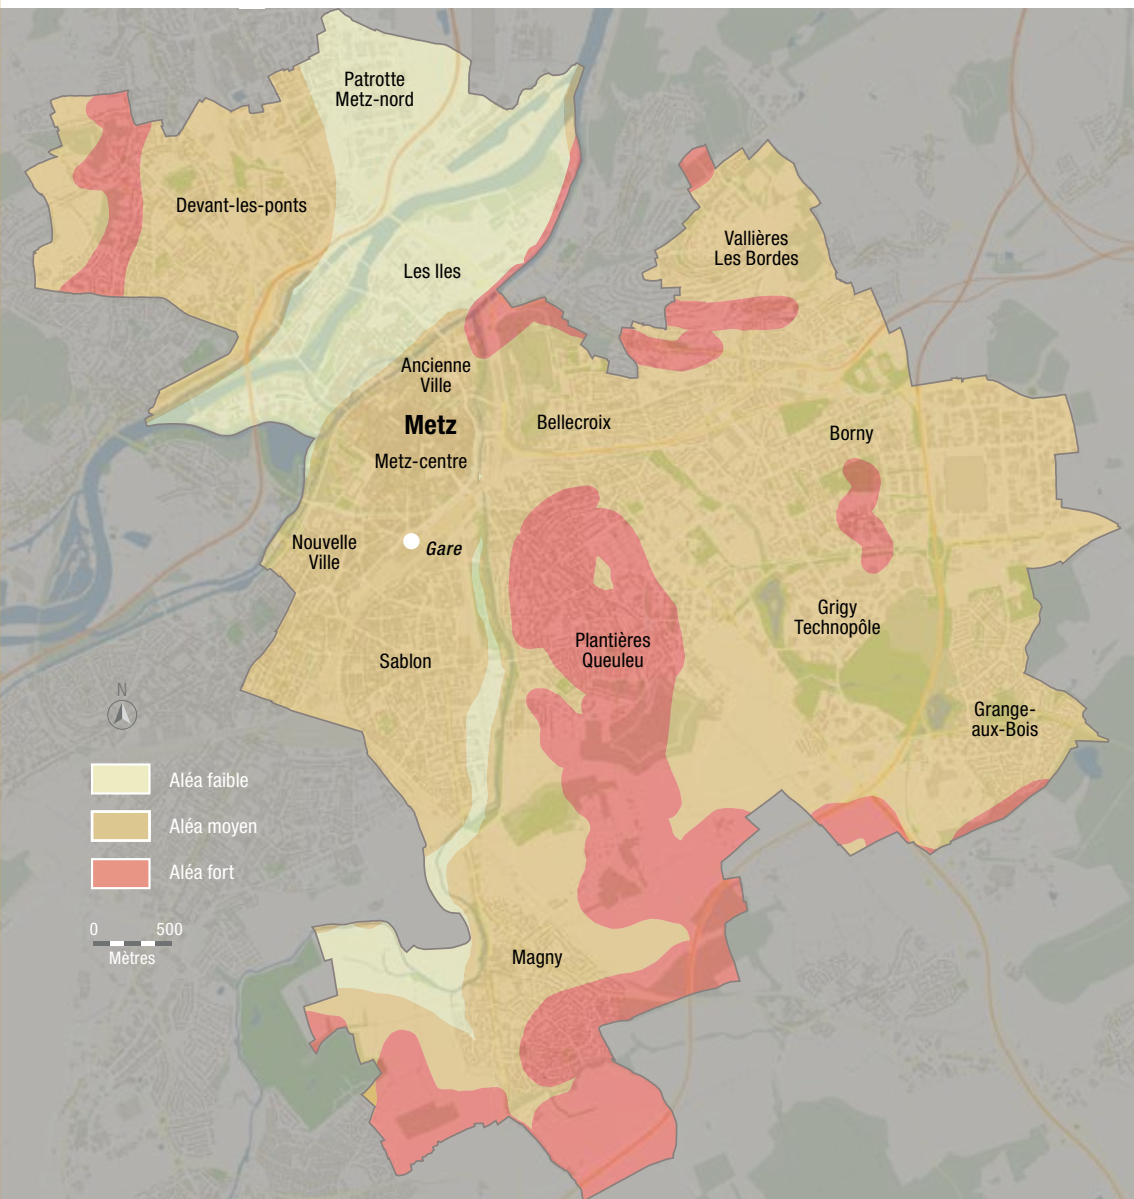 Patrotte
Metz-nord
Devant-les-ponts
Vallières
Les Bordes
Les Iles
Ancienne
Ville
Metz
Bellecroix
Borny
Metz-centre
Nouvelle
Ville
Gare
Grigy
Technopôle
Plantières
Queuleu
Sablon
N
Grange-
aux-Bois
Aléa faible
Aléa moyen
Aléa fort
0 500
Mètres
Magny